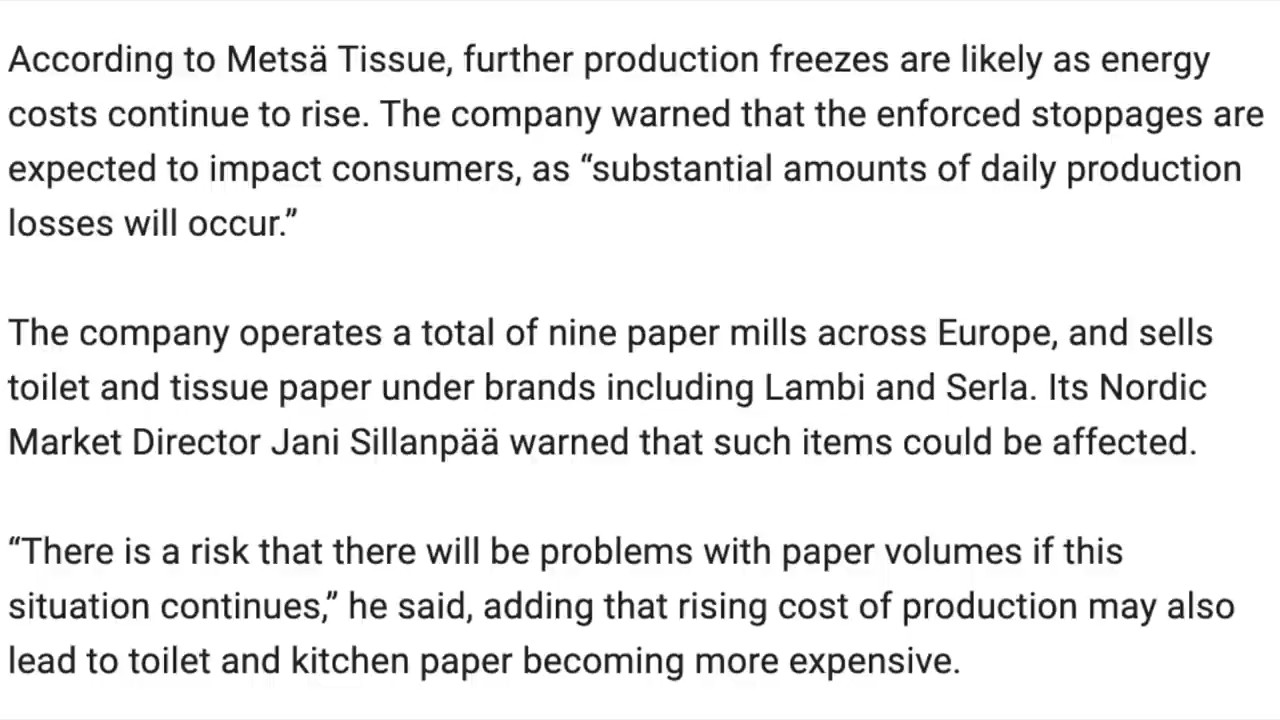 According to Metsä Tissue, further production freezes are likely as energy
costs continue to rise. The company warned that the enforced stoppages are
expected to impact consumers, as “substantial amounts of daily production
losses will occur.”
The company operates a total of nine paper mills across Europe, and sells
toilet and tissue paper under brands including Lambi and Serla. Its Nordic
Market Director Jani Sillanpää warned that such items could be affected.
“There is a risk that there will be problems with paper volumes if this
situation continues,” he said, adding that rising cost of production may also
lead to toilet and kitchen paper becoming more expensive.